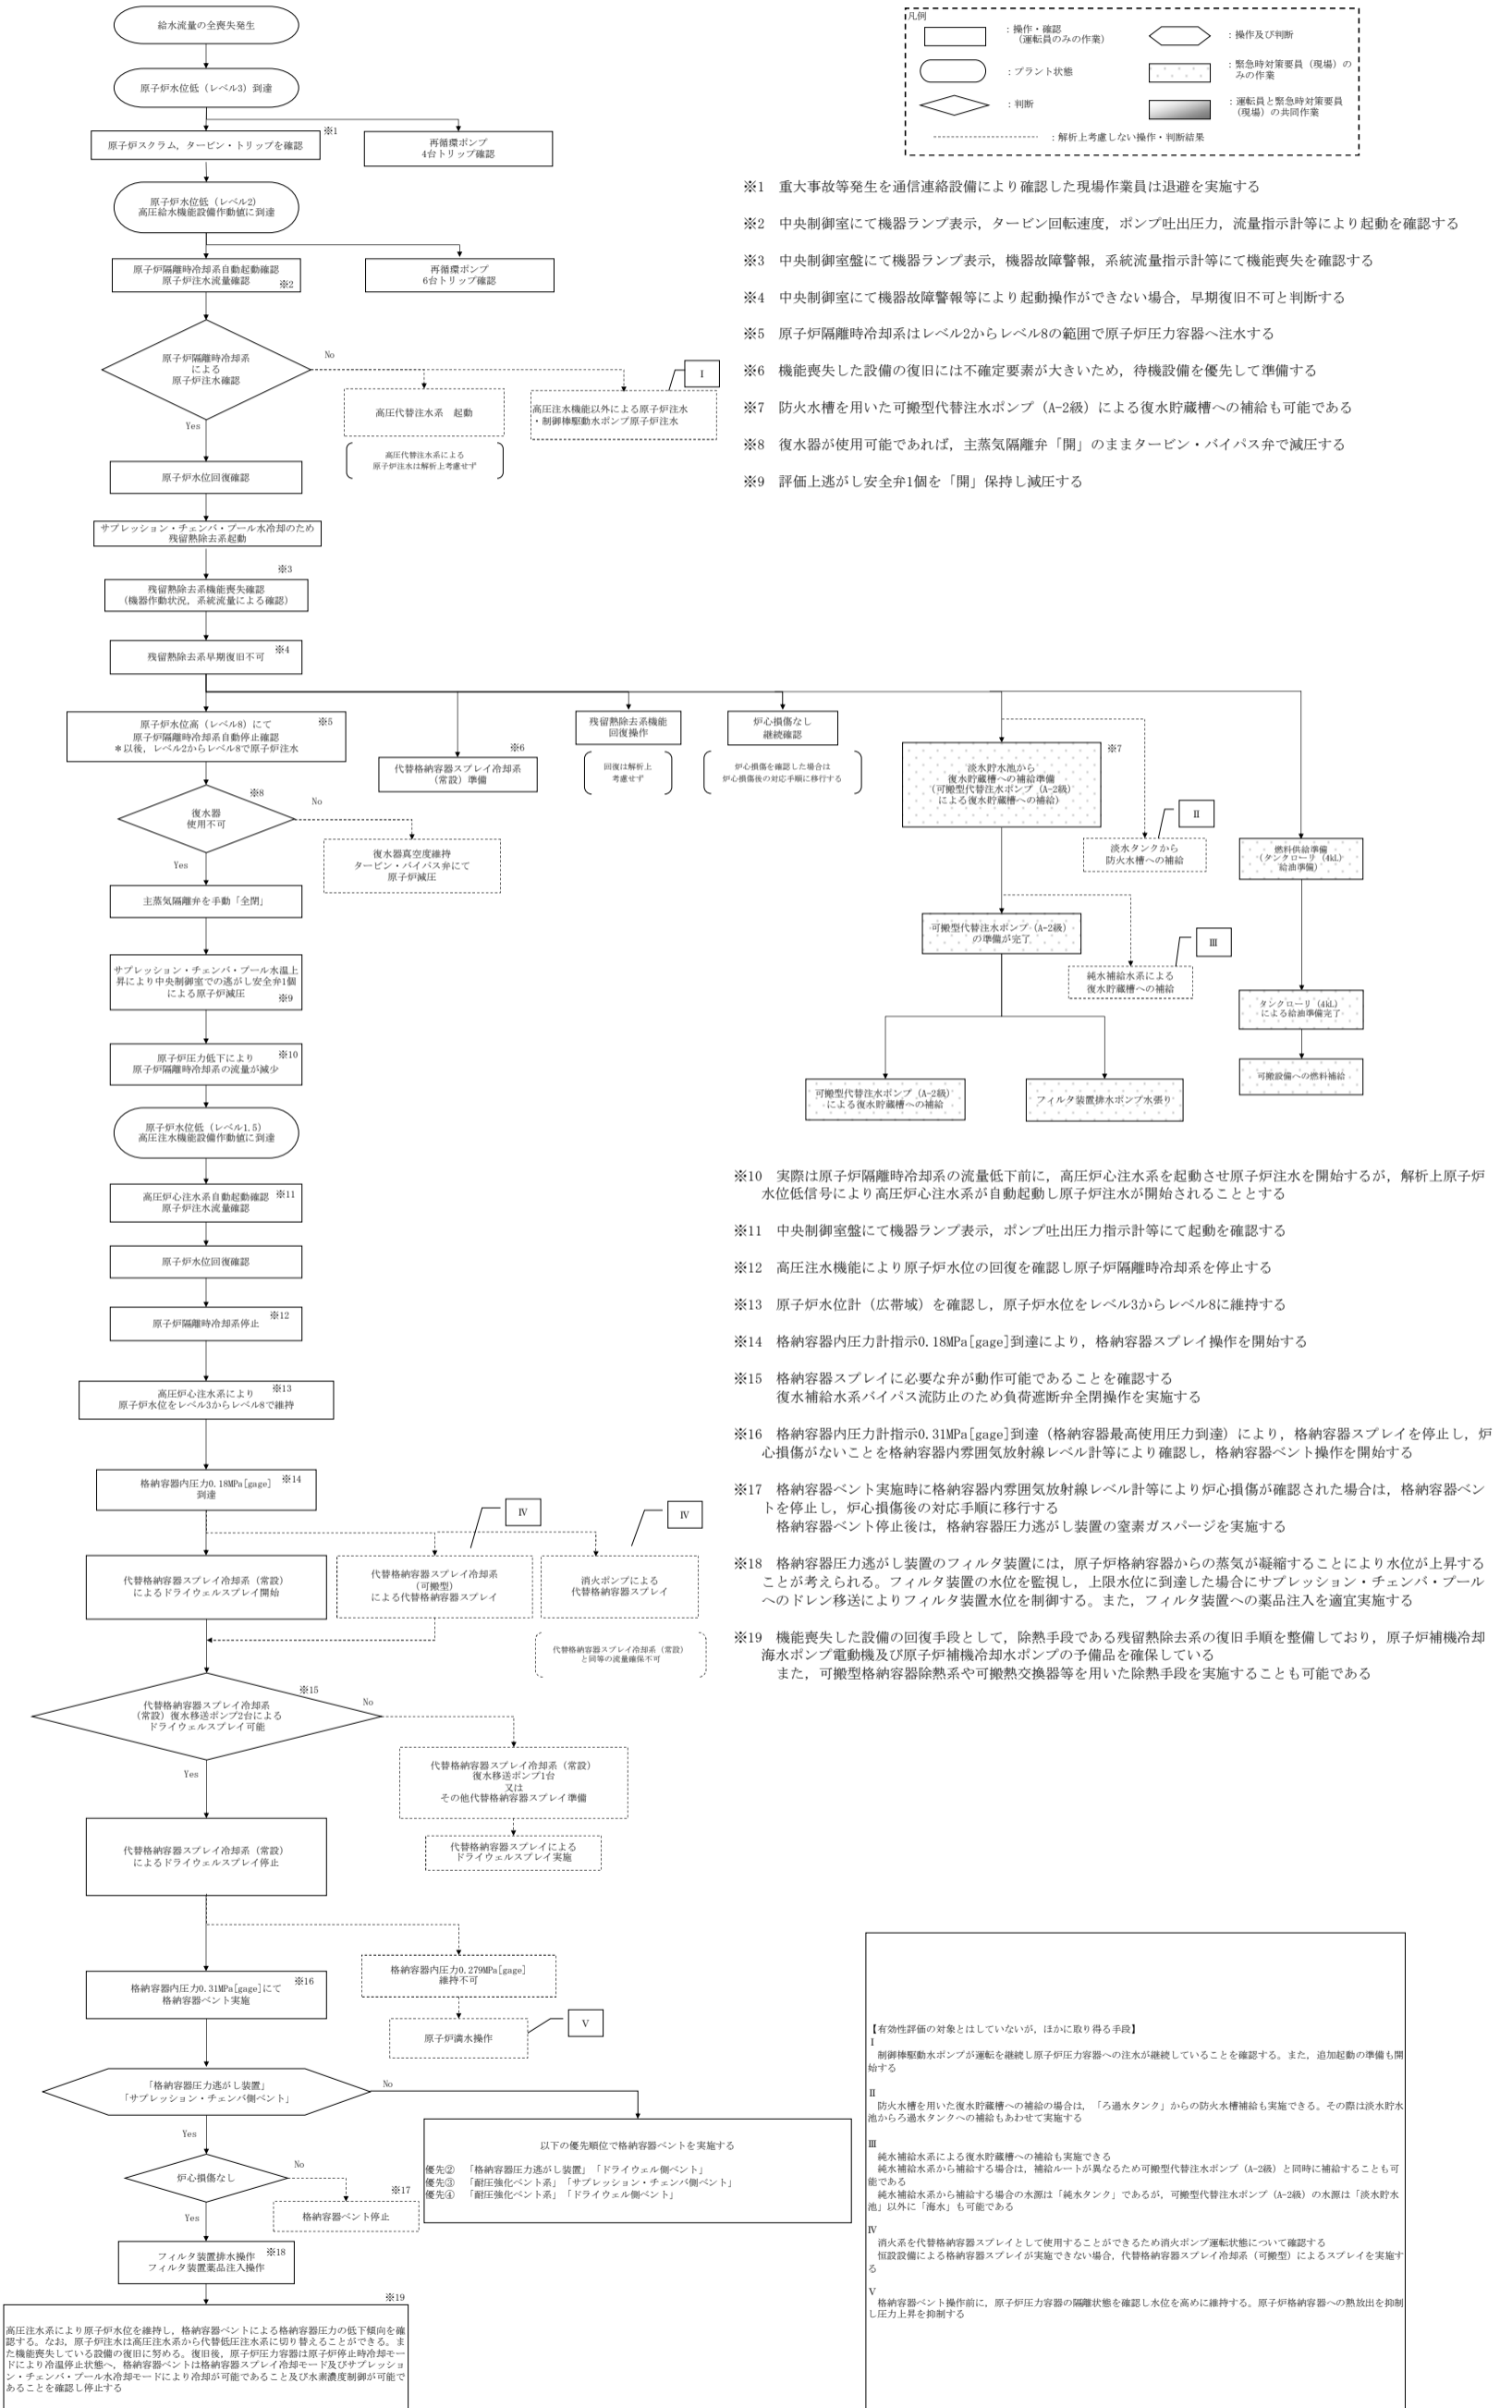 給水流量の全喪失発生
原子炉水位低（レベル3）到達
原子炉スクラム，タービン・トリップを確認
※1
再循環ポンプ
4台トリップ確認
原子炉水位低（レベル2）
高圧給水機能設備作動値に到達
原子炉隔離時冷却系自動起動確認
原子炉注水流量確認
※2
再循環ポンプ
6台トリップ確認
原子炉隔離時冷却系
による
原子炉注水確認
No
Yes
高圧代替注水系　起動
高圧代替注水系による
原子炉注水は解析上考慮せず
高圧注水機能以外による原子炉注水
・制御棒駆動水ポンプ原子炉注水
Ⅰ
原子炉水位回復確認
サプレッション・チェンバ・プール水冷却のため
残留熱除去系起動
※3
残留熱除去系機能喪失確認
（機器作動状況，系統流量による確認）
残留熱除去系早期復旧不可
※4
原子炉水位高（レベル8）にて
原子炉隔離時冷却系自動停止確認
＊以後，レベル2からレベル8で原子炉注水
※5
※6
代替格納容器スプレイ冷却系
（常設）準備
残留熱除去系機能
回復操作
回復は解析上
考慮せず
炉心損傷なし
継続確認
炉心損傷を確認した場合は
炉心損傷後の対応手順に移行する
※7
淡水貯水池から
復水貯蔵槽への補給準備
（可搬型代替注水ポンプ（A-2級）
による復水貯蔵槽への補給）
Ⅱ
淡水タンクから
防火水槽への補給
燃料供給準備
（タンクローリ（4kL）
給油準備）
※8
復水器
使用不可
No
Yes
復水器真空度維持
タービン・バイパス弁にて
原子炉減圧
主蒸気隔離弁を手動「全閉」
可搬型代替注水ポンプ（A-2級）
の準備が完了
Ⅲ
純水補給水系による
復水貯蔵槽への補給
サプレッション・チェンバ・プール水温上
昇により中央制御室での逃がし安全弁1個
による原子炉減圧
※9
タンクローリ（4kL）
による給油準備完了
可搬設備への燃料補給
原子炉圧力低下により
原子炉隔離時冷却系の流量が減少
※10
可搬型代替注水ポンプ（A-2級）
による復水貯蔵槽への補給
フィルタ装置排水ポンプ水張り
原子炉水位低（レベル1.5）
高圧注水機能設備作動値に到達
高圧炉心注水系自動起動確認
原子炉注水流量確認
※11
原子炉水位回復確認
原子炉隔離時冷却系停止
※12
高圧炉心注水系により
原子炉水位をレベル3からレベル8で維持
※13
格納容器内圧力0.18MPa[gage]
到達
※14
代替格納容器スプレイ冷却系（常設）
によるドライウェルスプレイ開始
Ⅳ
代替格納容器スプレイ冷却系
（可搬型）
による代替格納容器スプレイ
Ⅳ
消火ポンプによる
代替格納容器スプレイ
代替格納容器スプレイ冷却系（常設）
と同等の流量確保不可
※15
代替格納容器スプレイ冷却系
（常設）復水移送ポンプ2台による
ドライウェルスプレイ可能
No
Yes
代替格納容器スプレイ冷却系（常設）
復水移送ポンプ1台
又は
その他代替格納容器スプレイ準備
代替格納容器スプレイによる
ドライウェルスプレイ実施
代替格納容器スプレイ冷却系（常設）
によるドライウェルスプレイ停止
格納容器内圧力0.279MPa[gage]
維持不可
格納容器内圧力0.31MPa[gage]にて
格納容器ベント実施
※16
原子炉満水操作
Ⅴ
「格納容器圧力逃がし装置」
「サプレッション・チェンバ側ベント」
No
Yes
以下の優先順位で格納容器ベントを実施する
優先②　「格納容器圧力逃がし装置」「ドライウェル側ベント」
優先③　「耐圧強化ベント系」「サプレッション・チェンバ側ベント」
優先④　「耐圧強化ベント系」「ドライウェル側ベント」
炉心損傷なし
No
Yes
※17
格納容器ベント停止
フィルタ装置排水操作
フィルタ装置薬品注入操作
※18
※19
高圧注水系により原子炉水位を維持し，格納容器ベントによる格納容器圧力の低下傾向を確
認する。なお，原子炉注水は高圧注水系から代替低圧注水系に切り替えることができる。ま
た機能喪失している設備の復旧に努める。復旧後，原子炉圧力容器は原子炉停止時冷却モー
ドにより冷温停止状態へ，格納容器ベントは格納容器スプレイ冷却モード及びサプレッショ
ン・チェンバ・プール水冷却モードにより冷却が可能であること及び水素濃度制御が可能で
あることを確認し停止する
凡例
：操作・確認
（運転員のみの作業）
：操作及び判断
：プラント状態
：緊急時対策要員（現場）の
みの作業
：判断
：運転員と緊急時対策要員
（現場）の共同作業
：解析上考慮しない操作・判断結果
※1　重大事故等発生を通信連絡設備により確認した現場作業員は退避を実施する
※2　中央制御室にて機器ランプ表示，タービン回転速度，ポンプ吐出圧力，流量指示計等により起動を確認する
※3　中央制御室盤にて機器ランプ表示，機器故障警報，系統流量指示計等にて機能喪失を確認する
※4　中央制御室にて機器故障警報等により起動操作ができない場合，早期復旧不可と判断する
※5　原子炉隔離時冷却系はレベル2からレベル8の範囲で原子炉圧力容器へ注水する
※6　機能喪失した設備の復旧には不確定要素が大きいため，待機設備を優先して準備する
※7　防火水槽を用いた可搬型代替注水ポンプ（A-2級）による復水貯蔵槽への補給も可能である
※8　復水器が使用可能であれば，主蒸気隔離弁「開」のままタービン・バイパス弁で減圧する
※9　評価上逃がし安全弁1個を「開」保持し減圧する
※10　実際は原子炉隔離時冷却系の流量低下前に，高圧炉心注水系を起動させ原子炉注水を開始するが，解析上原子炉
水位低信号により高圧炉心注水系が自動起動し原子炉注水が開始されることとする
※11　中央制御室盤にて機器ランプ表示，ポンプ吐出圧力指示計等にて起動を確認する
※12　高圧注水機能により原子炉水位の回復を確認し原子炉隔離時冷却系を停止する
※13　原子炉水位計（広帯域）を確認し，原子炉水位をレベル3からレベル8に維持する
※14　格納容器内圧力計指示0.18MPa[gage]到達により，格納容器スプレイ操作を開始する
※15　格納容器スプレイに必要な弁が動作可能であることを確認する
復水補給水系バイパス流防止のため負荷遮断弁全閉操作を実施する
※16　格納容器内圧力計指示0.31MPa[gage]到達（格納容器最高使用圧力到達）により，格納容器スプレイを停止し，炉
心損傷がないことを格納容器内雰囲気放射線レベル計等により確認し，格納容器ベント操作を開始する
※17　格納容器ベント実施時に格納容器内雰囲気放射線レベル計等により炉心損傷が確認された場合は，格納容器ベン
トを停止し，炉心損傷後の対応手順に移行する
格納容器ベント停止後は，格納容器圧力逃がし装置の窒素ガスパージを実施する
※18　格納容器圧力逃がし装置のフィルタ装置には，原子炉格納容器からの蒸気が凝縮することにより水位が上昇する
ことが考えられる。フィルタ装置の水位を監視し，上限水位に到達した場合にサプレッション・チェンバ・プール
へのドレン移送によりフィルタ装置水位を制御する。また，フィルタ装置への薬品注入を適宜実施する
※19　機能喪失した設備の回復手段として，除熱手段である残留熱除去系の復旧手順を整備しており，原子炉補機冷却
海水ポンプ電動機及び原子炉補機冷却水ポンプの予備品を確保している
また，可搬型格納容器除熱系や可搬熱交換器等を用いた除熱手段を実施することも可能である
【有効性評価の対象とはしていないが，ほかに取り得る手段】
Ⅰ
制御棒駆動水ポンプが運転を継続し原子炉圧力容器への注水が継続していることを確認する。また，追加起動の準備も開
始する
Ⅱ
防火水槽を用いた復水貯蔵槽への補給の場合は，「ろ過水タンク」からの防火水槽補給も実施できる。その際は淡水貯水
池からろ過水タンクへの補給もあわせて実施する
Ⅲ
純水補給水系による復水貯蔵槽への補給も実施できる
純水補給水系から補給する場合は，補給ルートが異なるため可搬型代替注水ポンプ（A-2級）と同時に補給することも可
能である
純水補給水系から補給する場合の水源は「純水タンク」であるが，可搬型代替注水ポンプ（A-2級）の水源は「淡水貯水
池」以外に「海水」も可能である
Ⅳ
消火系を代替格納容器スプレイとして使用することができるため消火ポンプ運転状態について確認する
恒設設備による格納容器スプレイが実施できない場合，代替格納容器スプレイ冷却系（可搬型）によるスプレイを実施す
る
Ⅴ
格納容器ベント操作前に，原子炉圧力容器の隔離状態を確認し水位を高めに維持する。原子炉格納容器への熱放出を抑制
し圧力上昇を抑制する